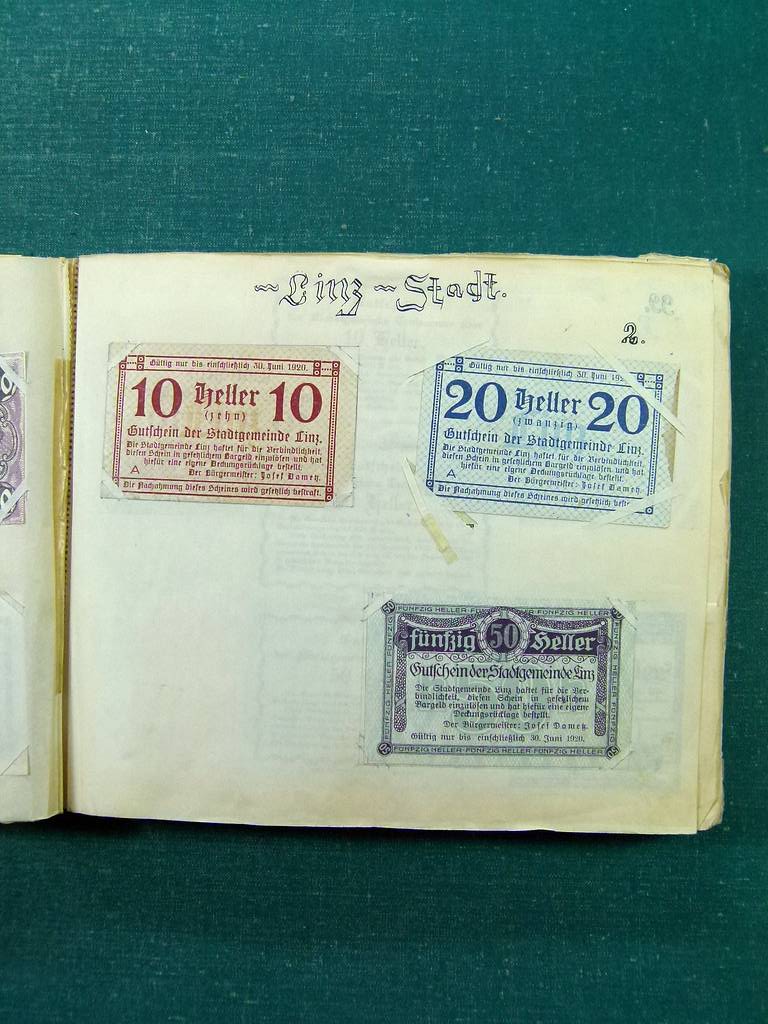 ~ Linz ~ Stadt.
2.
Gültig nur bis einschließlich 30. Juni 1920.
10 Heller 10
(zehn)
Gutschein der Stadtgemeinde Linz.
Die Stadtgemeinde Linz haftet für die Verbindlichkeit,
diesen Schein in gesetzlichem Bargeld einzulösen und hat
hiefür eine eigene Deckungsrücklage bestellt.
A Der Bürgermeister: Josef Dametz.
Die Nachahmung dieses Scheines wird gesetzlich bestraft.
Gültig nur bis einschließlich 30. Juni 192
20 Heller 20
(zwanzig)
Gutschein der Stadtgemeinde Linz.
Die Stadtgemeinde Linz haftet für die Verbindlichkeit,
diesen Schein in gesetzlichem Bargeld einzulösen und hat
hiefür eine eigene Deckungsrücklage bestellt.
A Der Bürgermeister: Josef Dametz.
Die Nachahmung dieses Scheines wird gesetzlich bestr
FÜNFZIG HELLER FÜNFZIG HELLER
fünfzig 50 Heller
Gutschein der Stadtgemeinde Linz
Die Stadtgemeinde Linz haftet für die Ver-
bindlichkeit, diesen Schein in gesetzlichem
Bargeld einzulösen und hat hiefür eine eigene
Deckungsrücklage bestellt.
Der Bürgermeister: Josef Dametz.
Gültig nur bis einschließlich 30. Juni 1920.
FÜNFZIG HELLER FÜNFZIG HELLER